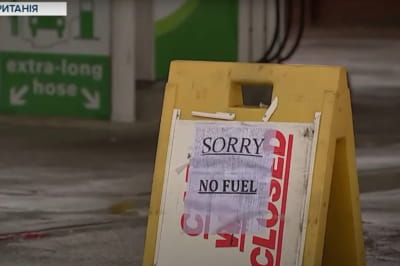 РИТАНІЯ
extra-long
hose
SORRY
NO FUEL
CLOSED